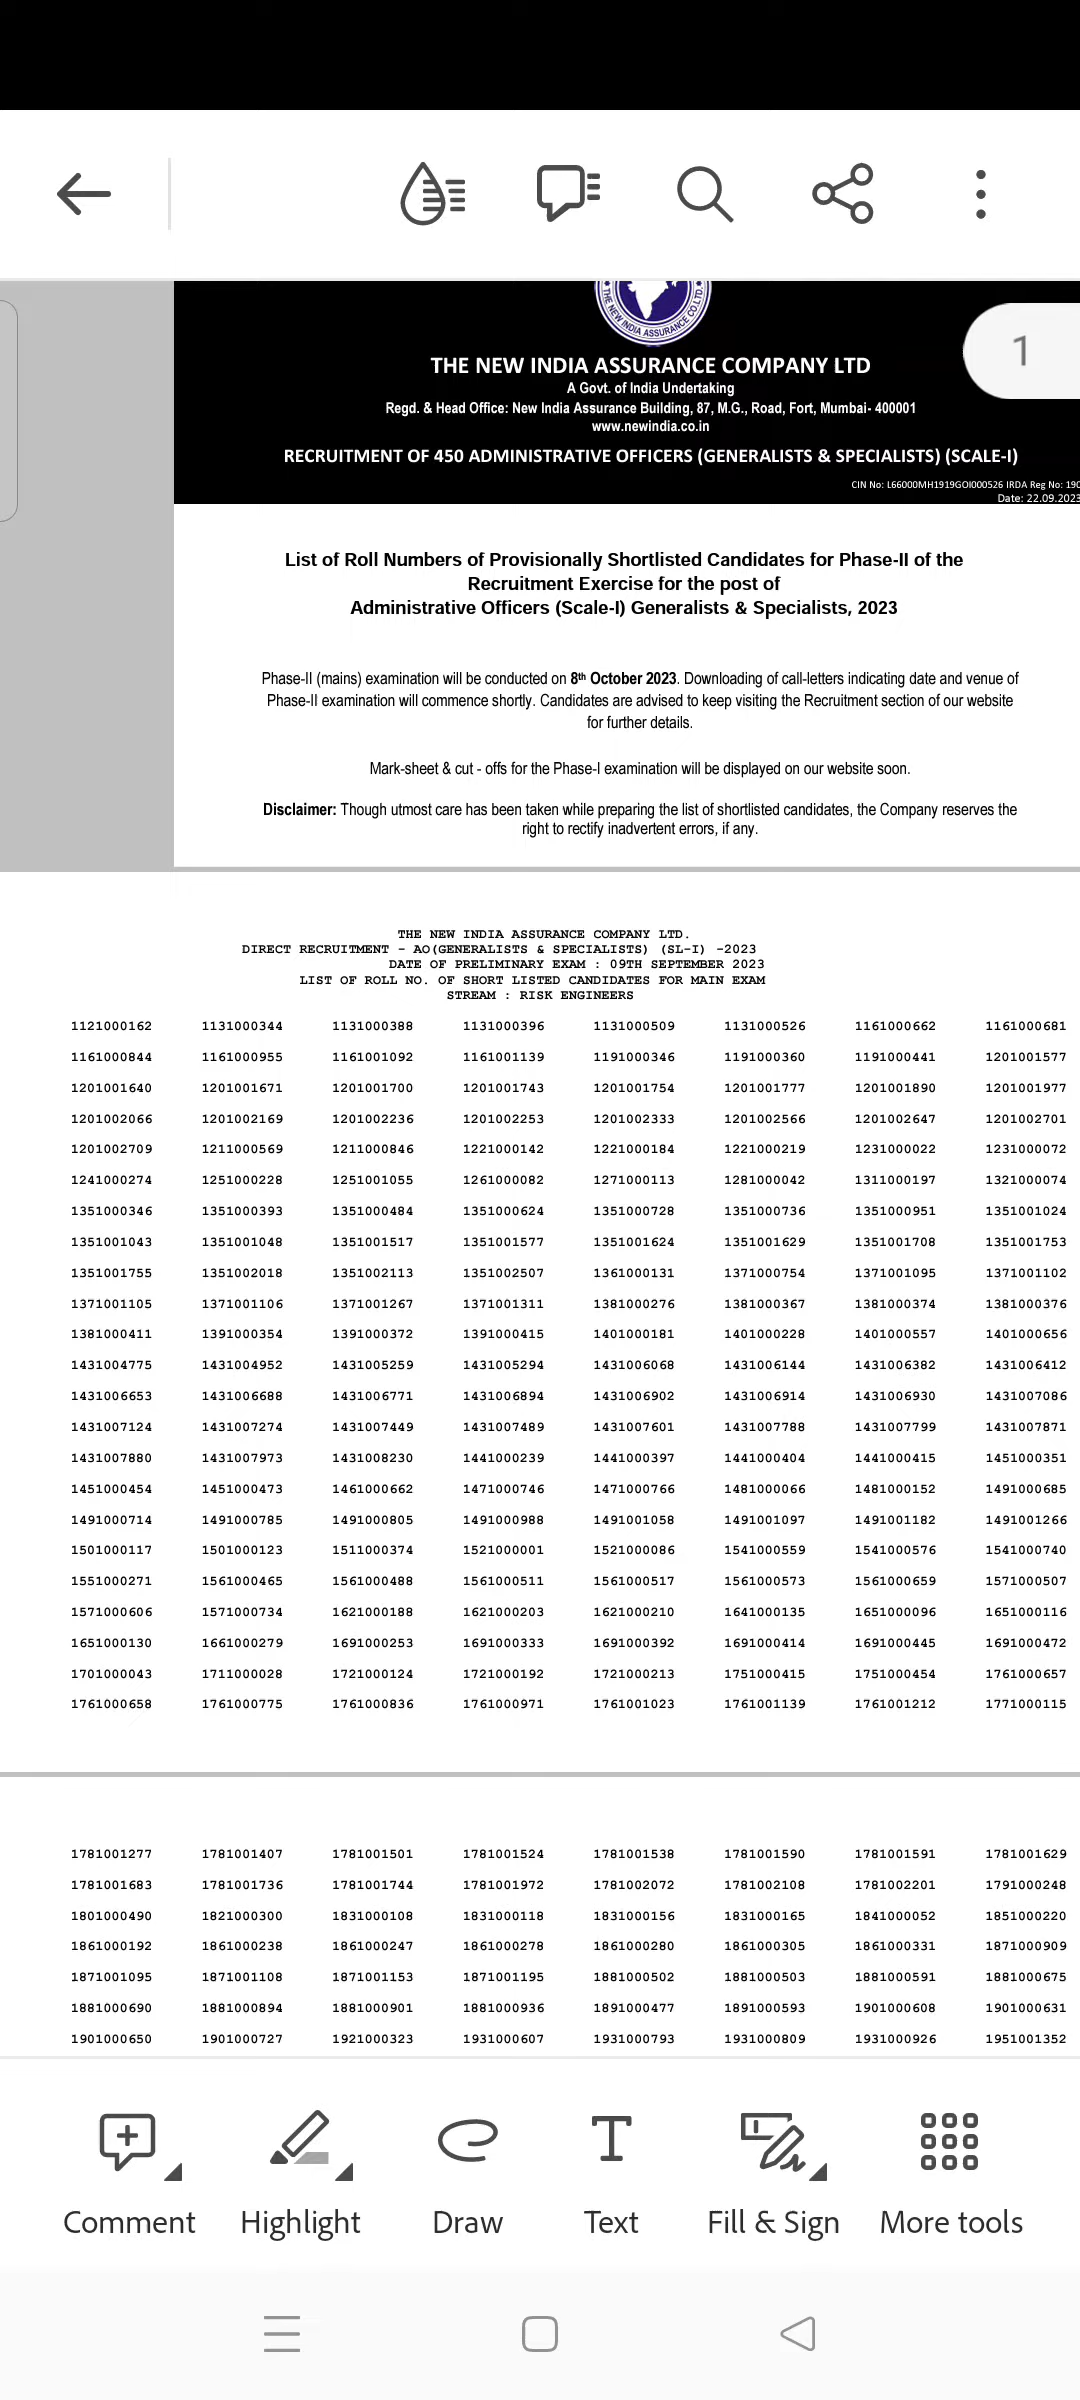 THE NEW INDIA ASSURANCE CO. LTD.
1
THE NEW INDIA ASSURANCE COMPANY LTD
A Govt. of India Undertaking
Regd. & Head Office: New India Assurance Building, 87, M.G., Road, Fort, Mumbai- 400001
www.newindia.co.in
RECRUITMENT OF 450 ADMINISTRATIVE OFFICERS (GENERALISTS & SPECIALISTS) (SCALE-I)
CIN No: L66000MH1919GOI000526 IRDA Reg No: 190
Date: 22.09.2023
List of Roll Numbers of Provisionally Shortlisted Candidates for Phase-II of the
Recruitment Exercise for the post of
Administrative Officers (Scale-I) Generalists & Specialists, 2023
Phase-II (mains) examination will be conducted on 8th October 2023. Downloading of call-letters indicating date and venue of
Phase-II examination will commence shortly. Candidates are advised to keep visiting the Recruitment section of our website
for further details.
Mark-sheet & cut - offs for the Phase-I examination will be displayed on our website soon.
Disclaimer: Though utmost care has been taken while preparing the list of shortlisted candidates, the Company reserves the
right to rectify inadvertent errors, if any.
THE NEW INDIA ASSURANCE COMPANY LTD.
DIRECT RECRUITMENT - AO(GENERALISTS & SPECIALISTS) (SL-I) -2023
DATE OF PRELIMINARY EXAM : 09TH SEPTEMBER 2023
LIST OF ROLL NO. OF SHORT LISTED CANDIDATES FOR MAIN EXAM
STREAM : RISK ENGINEERS
1121000162 1131000344 1131000388 1131000396 1131000509 1131000526 1161000662 1161000681
1161000844 1161000955 1161001092 1161001139 1191000346 1191000360 1191000441 1201001577
1201001640 1201001671 1201001700 1201001743 1201001754 1201001777 1201001890 1201001977
1201002066 1201002169 1201002236 1201002253 1201002333 1201002566 1201002647 1201002701
1201002709 1211000569 1211000846 1221000142 1221000184 1221000219 1231000022 1231000072
1241000274 1251000228 1251001055 1261000082 1271000113 1281000042 1311000197 1321000074
1351000346 1351000393 1351000484 1351000624 1351000728 1351000736 1351000951 1351001024
1351001043 1351001048 1351001517 1351001577 1351001624 1351001629 1351001708 1351001753
1351001755 1351002018 1351002113 1351002507 1361000131 1371000754 1371001095 1371001102
1371001105 1371001106 1371001267 1371001311 1381000276 1381000367 1381000374 1381000376
1381000411 1391000354 1391000372 1391000415 1401000181 1401000228 1401000557 1401000656
1431004775 1431004952 1431005259 1431005294 1431006068 1431006144 1431006382 1431006412
1431006653 1431006688 1431006771 1431006894 1431006902 1431006914 1431006930 1431007086
1431007124 1431007274 1431007449 1431007489 1431007601 1431007788 1431007799 1431007871
1431007880 1431007973 1431008230 1441000239 1441000397 1441000404 1441000415 1451000351
1451000454 1451000473 1461000662 1471000746 1471000766 1481000066 1481000152 1491000685
1491000714 1491000785 1491000805 1491000988 1491001058 1491001097 1491001182 1491001266
1501000117 1501000123 1511000374 1521000001 1521000086 1541000559 1541000576 1541000740
1551000271 1561000465 1561000488 1561000511 1561000517 1561000573 1561000659 1571000507
1571000606 1571000734 1621000188 1621000203 1621000210 1641000135 1651000096 1651000116
1651000130 1661000279 1691000253 1691000333 1691000392 1691000414 1691000445 1691000472
1701000043 1711000028 1721000124 1721000192 1721000213 1751000415 1751000454 1761000657
1761000658 1761000775 1761000836 1761000971 1761001023 1761001139 1761001212 1771000115
1781001277 1781001407 1781001501 1781001524 1781001538 1781001590 1781001591 1781001629
1781001683 1781001736 1781001744 1781001972 1781002072 1781002108 1781002201 1791000248
1801000490 1821000300 1831000108 1831000118 1831000156 1831000165 1841000052 1851000220
1861000192 1861000238 1861000247 1861000278 1861000280 1861000305 1861000331 1871000909
1871001095 1871001108 1871001153 1871001195 1881000502 1881000503 1881000591 1881000675
1881000690 1881000894 1881000901 1881000936 1891000477 1891000593 1901000608 1901000631
1901000650 1901000727 1921000323 1931000607 1931000793 1931000809 1931000926 1951001352
Comment Highlight Draw Text Fill & Sign More tools